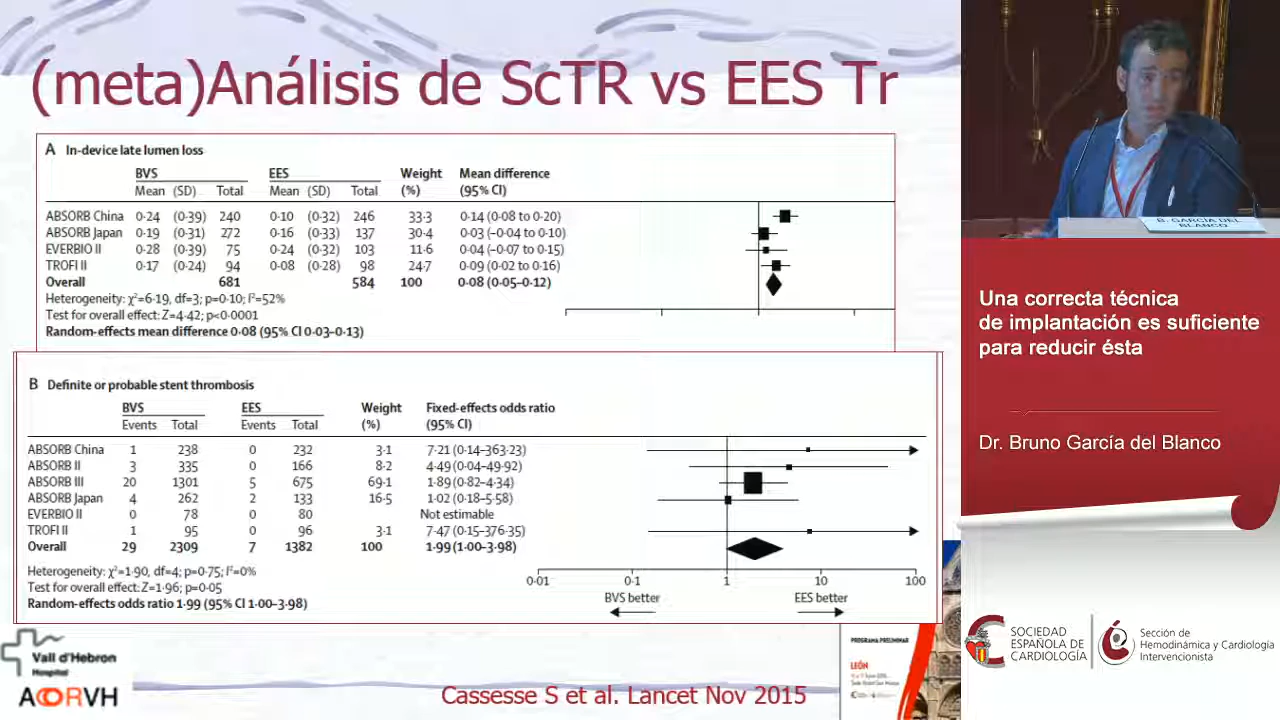 (meta)Análisis de ScTR vs EES Tr
A In-device late lumen loss
BVS EES Weight Mean difference
Mean (SD) Total Mean (SD) Total (%) (95% CI)
ABSORB China 0·24 (0·39) 240 0·10 (0·32) 246 33·3 0·14 (0·08 to 0·20)
ABSORB Japan 0·19 (0·31) 272 0·16 (0·33) 137 30·4 0·03(–0·04 to 0·10)
EVERBIO II 0·28 (0·39) 75 0·24 (0·32) 103 11·6 0·04 (–0·07 to 0·15)
TROFI II 0·17 (0·24) 94 0·08 (0·28) 98 24·7 0·09 (0·02 to 0·16)
Overall 681 584 100 0·08 (0·05–0·12)
Heterogeneity: χ²=6·19, df=3; p=0·10; I²=52%
Test for overall effect: Z=4·42; p<0·0001
Random-effects mean difference 0·08 (95% CI 0·03–0·13)
B Definite or probable stent thrombosis
BVS EES Weight Fixed-effects odds ratio
Events Total Events Total (%) (95% CI)
ABSORB China 1 238 0 232 3·1 7·21 (0·14–363·23)
ABSORB II 3 335 0 166 8·2 4·49 (0·04–49·92)
ABSORB III 20 1301 5 675 69·1 1·89 (0·82–4·34)
ABSORB Japan 4 262 2 133 16·5 1·02 (0·18–5·58)
EVERBIO II 0 78 0 80 Not estimable
TROFI II 1 95 0 96 3·1 7·47 (0·15–376·35)
Overall 29 2309 7 1382 100 1·99 (1·00–3·98)
Heterogeneity: χ²=1·90, df=4; p=0·75; I²=0%
Test for overall effect: Z=1·96; p=0·05
Random-effects odds ratio 1·99 (95% CI 1·00–3·98)
0·01 0·1 1 10 100
BVS better EES better
Vall d'Hebron
Hospital
ACORVH
Cassesse S et al. Lancet Nov 2015
PROGRAMA PRELIMINAR
LEÓN
B. GARCÍA DEL
BLANCO
Una correcta técnica
de implantación es suficiente
para reducir ésta
Dr. Bruno García del Blanco
SOCIEDAD
ESPAÑOLA DE
CARDIOLOGÍA
Sección de
Hemodinámica y Cardiología
Intervencionista